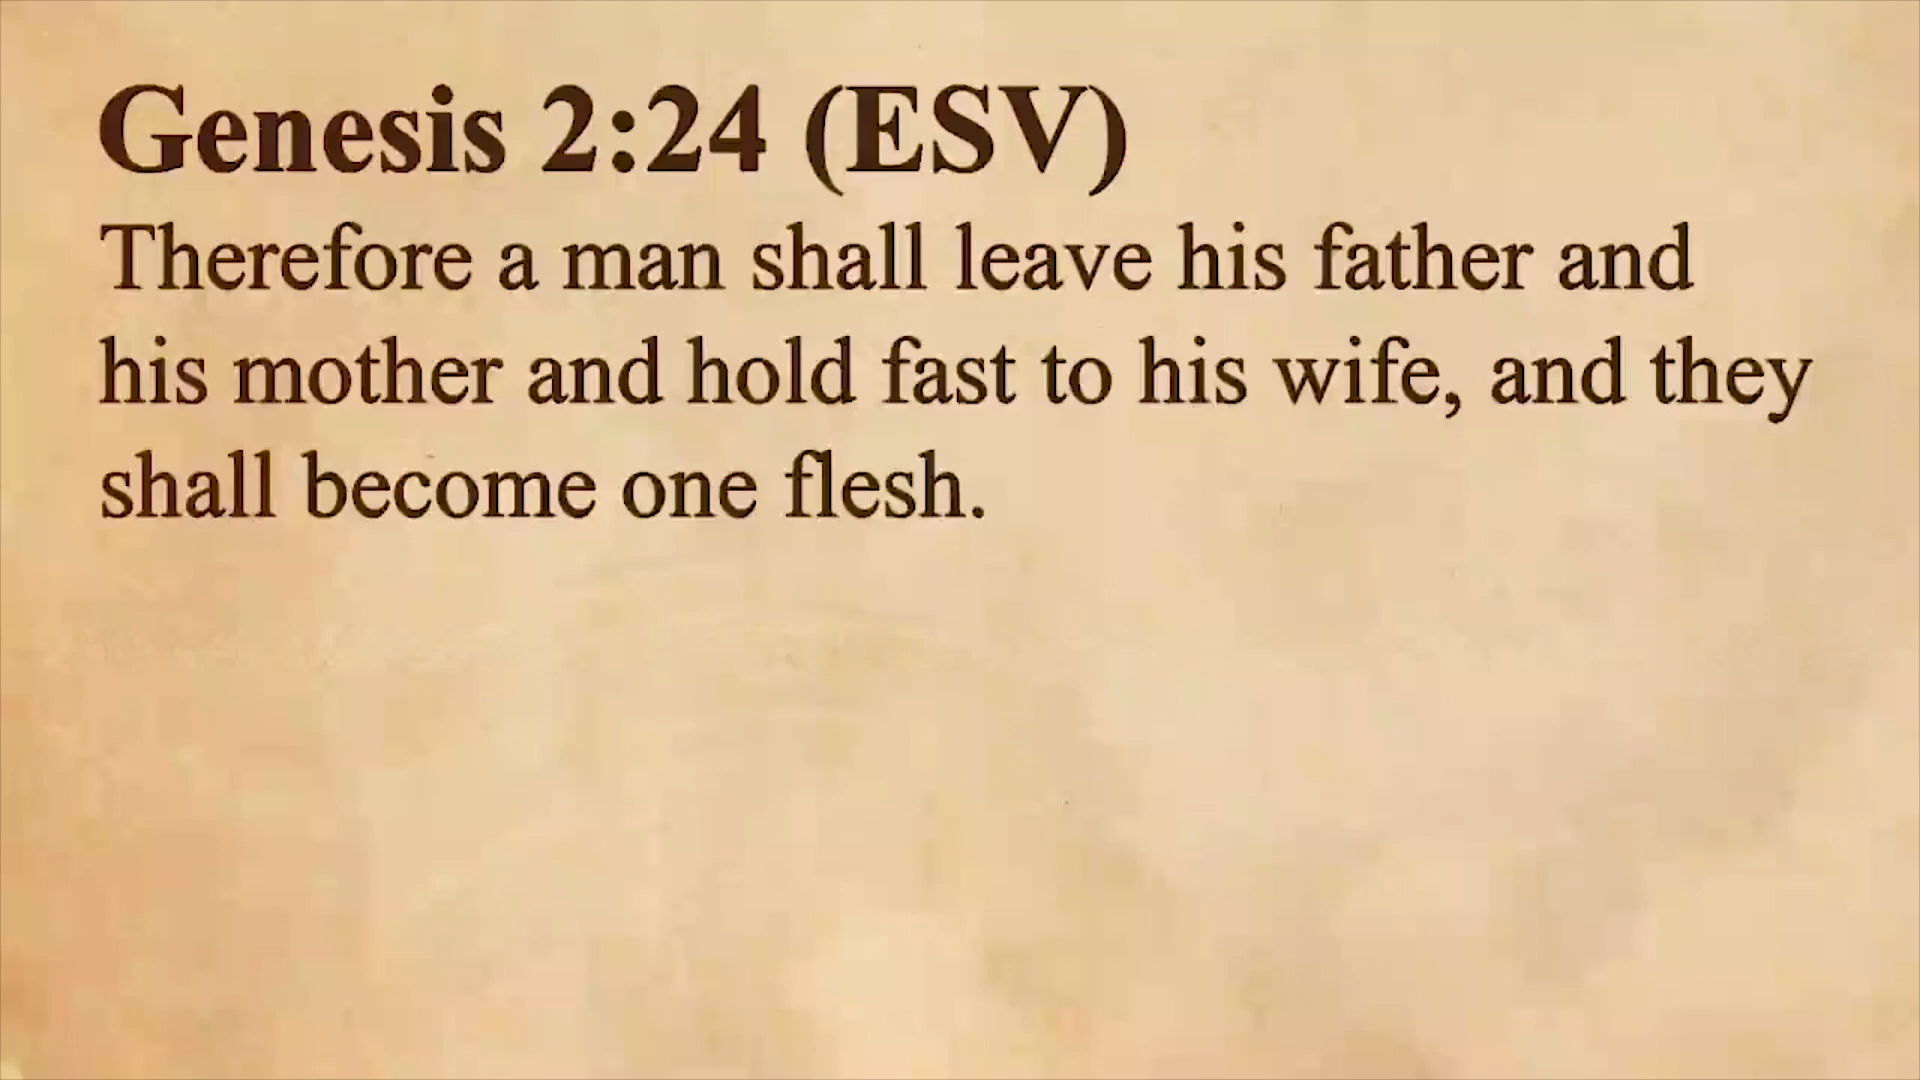 Genesis 2:24 (ESV)
Therefore a man shall leave his father and
his mother and hold fast to his wife, and they
shall become one flesh.